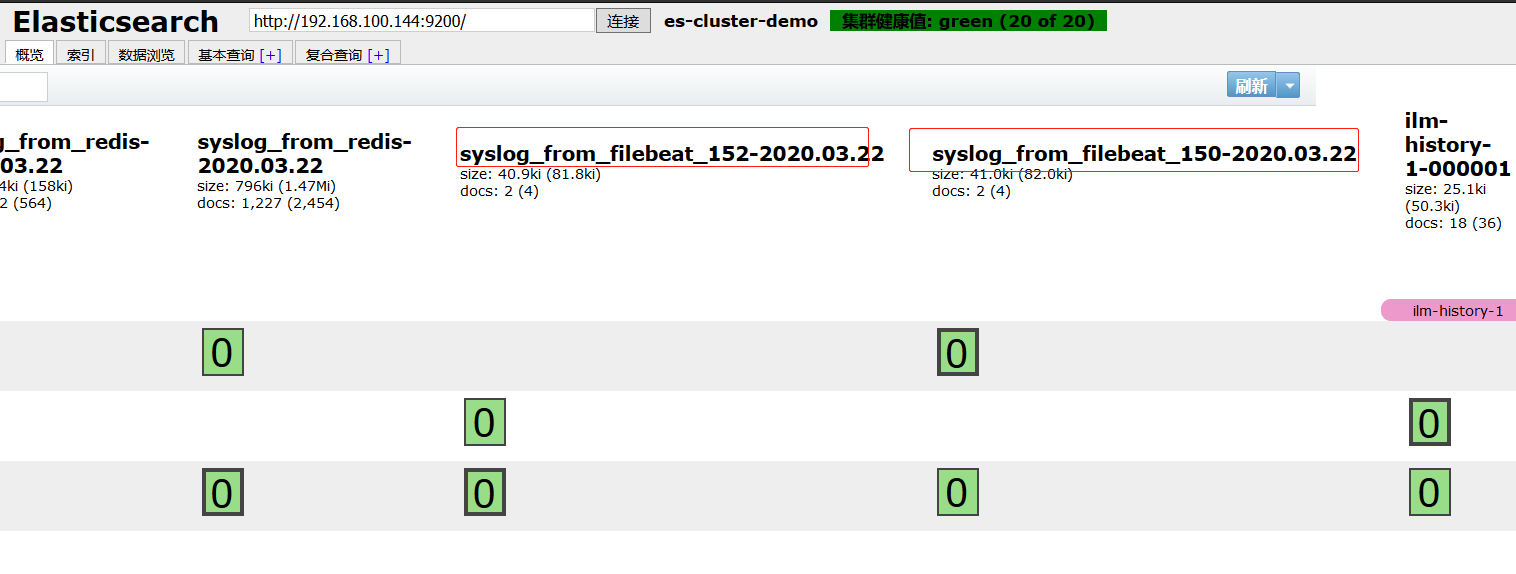 Elasticsearch http://192.168.100.144:9200/ 连接 es-cluster-demo 集群健康值: green (20 of 20)
概览 索引 数据浏览 基本查询 [+] 复合查询 [+]
刷新
_from_redis-
03.22
4ki (158ki)
2 (564)
syslog_from_redis-
2020.03.22
size: 796ki (1.47Mi)
docs: 1,227 (2,454)
syslog_from_filebeat_152-2020.03.22
size: 40.9ki (81.8ki)
docs: 2 (4)
syslog_from_filebeat_150-2020.03.22
size: 41.0ki (82.0ki)
docs: 2 (4)
ilm-
history-
1-000001
size: 25.1ki
(50.3ki)
docs: 18 (36)
ilm-history-1
0 0
0 0
0 0 0 0